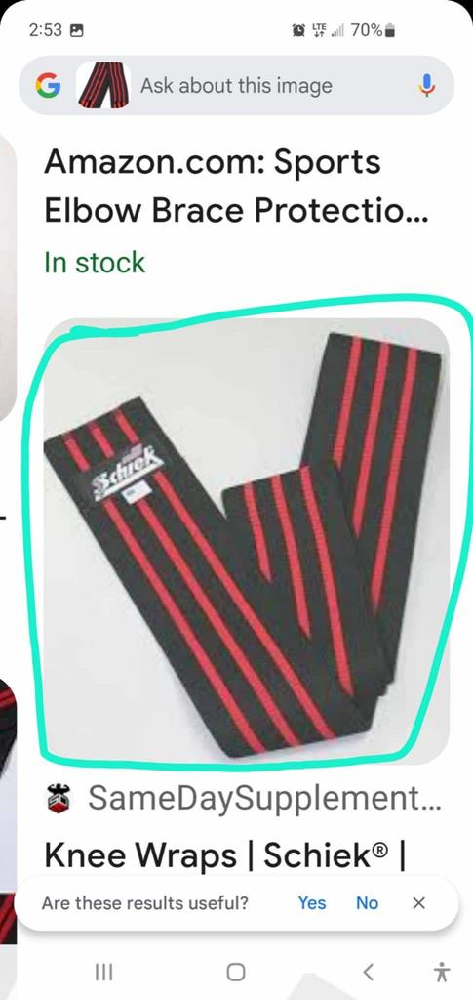 2:53
LTE
70%
Ask about this image
Amazon.com: Sports
Elbow Brace Protectio...
In stock
Schiek
SameDaySupplement...
Knee Wraps | Schiek® |
Are these results useful?
Yes
No